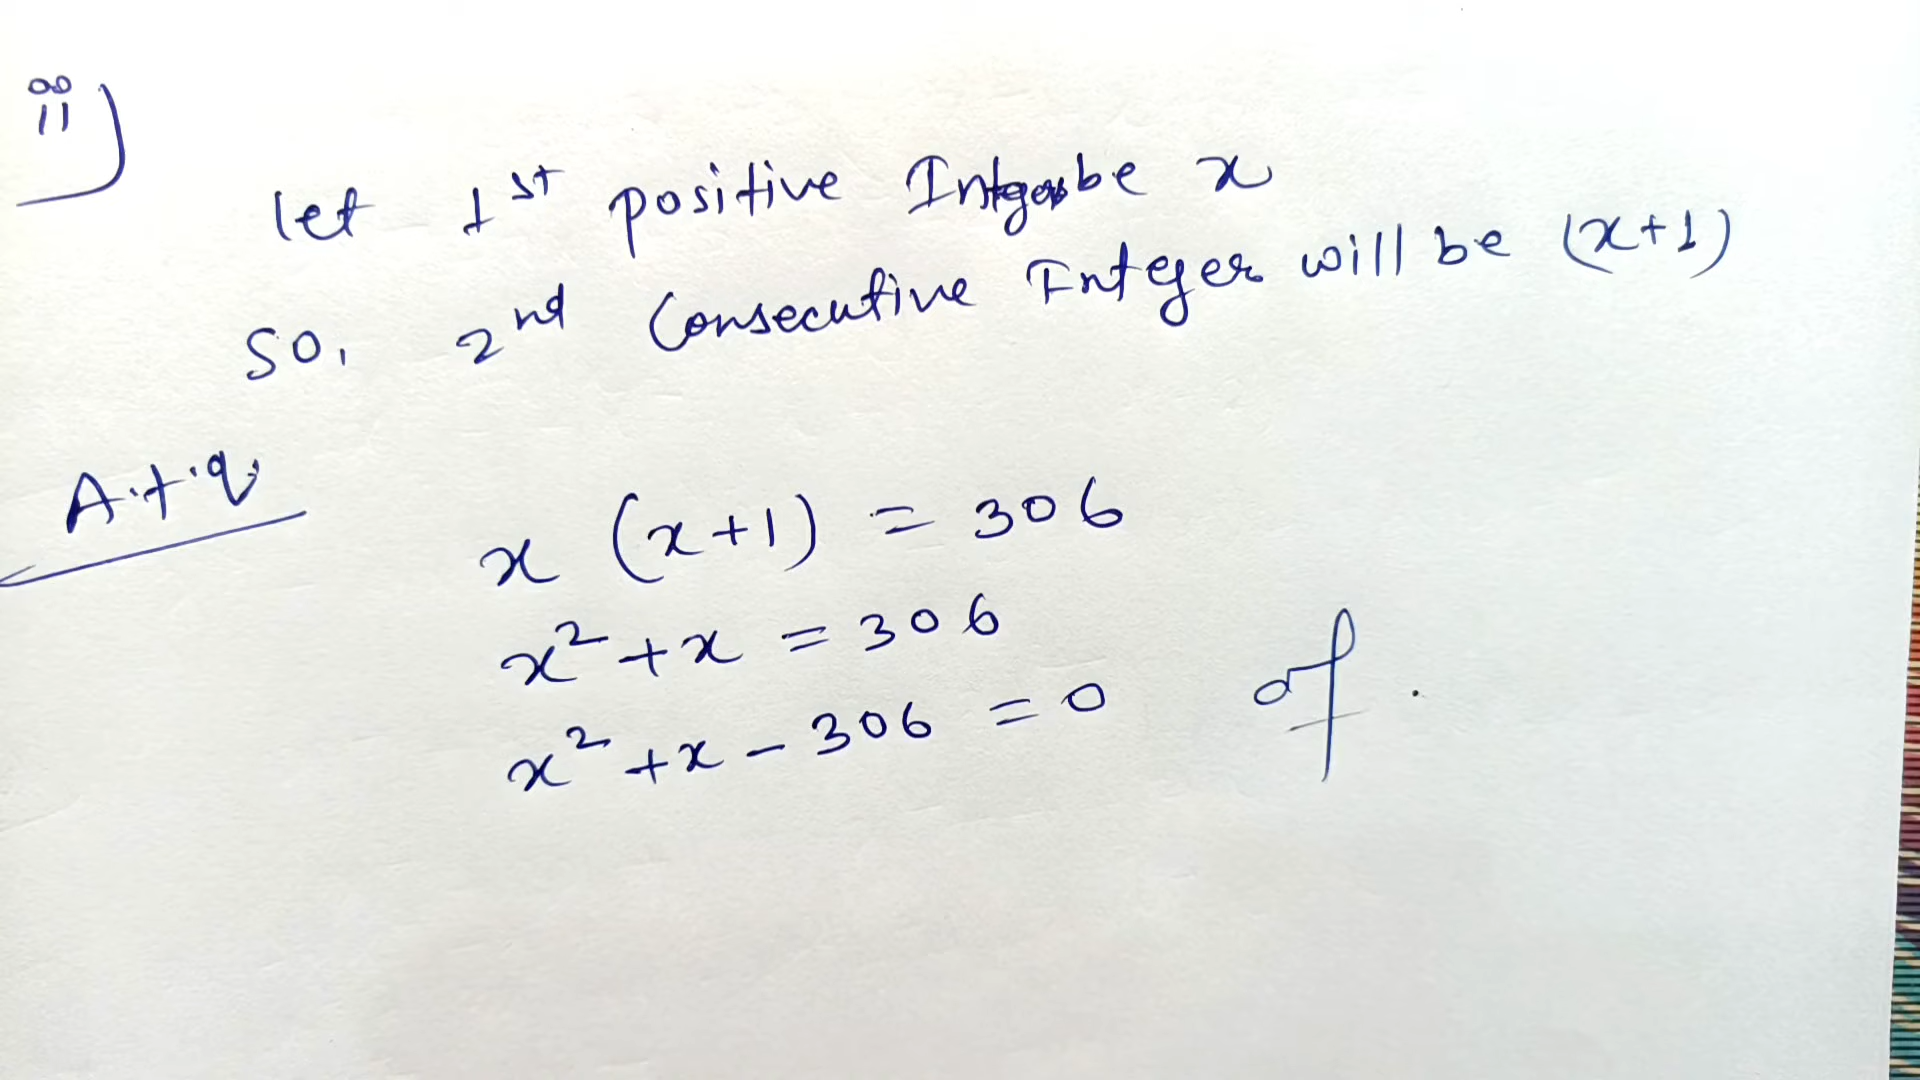 ii)
let 1st positive Integer be x
So, 2nd Consecutive Integer will be (x+1)
A.t.q
x (x+1) = 306
x² + x = 306
x² + x - 306 = 0